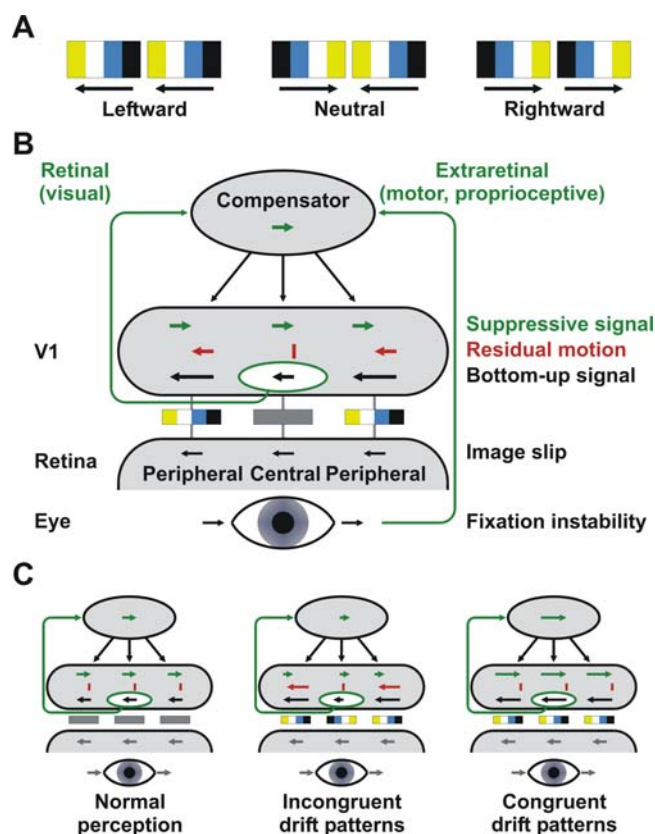 A
Leftward Neutral Rightward
B
Retinal
(visual)
Extraretinal
(motor, proprioceptive)
Compensator
V1
Suppressive signal
Residual motion
Bottom-up signal
Retina
Peripheral Central Peripheral
Image slip
Eye
Fixation instability
C
Normal
perception
Incongruent
drift patterns
Congruent
drift patterns